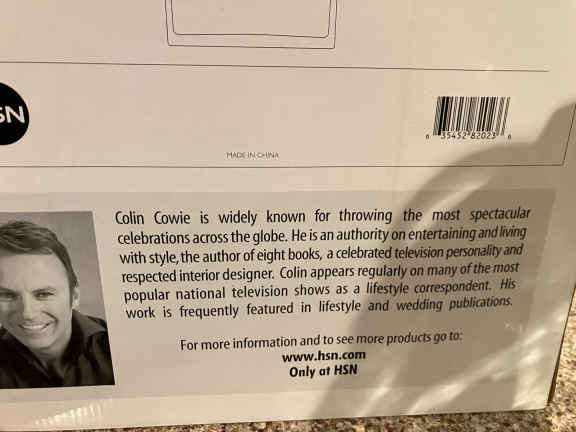 SN
6 35452 82023 6
MADE IN CHINA
Colin Cowie is widely known for throwing the most spectacular
celebrations across the globe. He is an authority on entertaining and living
with style, the author of eight books, a celebrated television personality and
respected interior designer. Colin appears regularly on many of the most
popular national television shows as a lifestyle correspondent. His
work is frequently featured in lifestyle and wedding publications.
For more information and to see more products go to:
www.hsn.com
Only at HSN